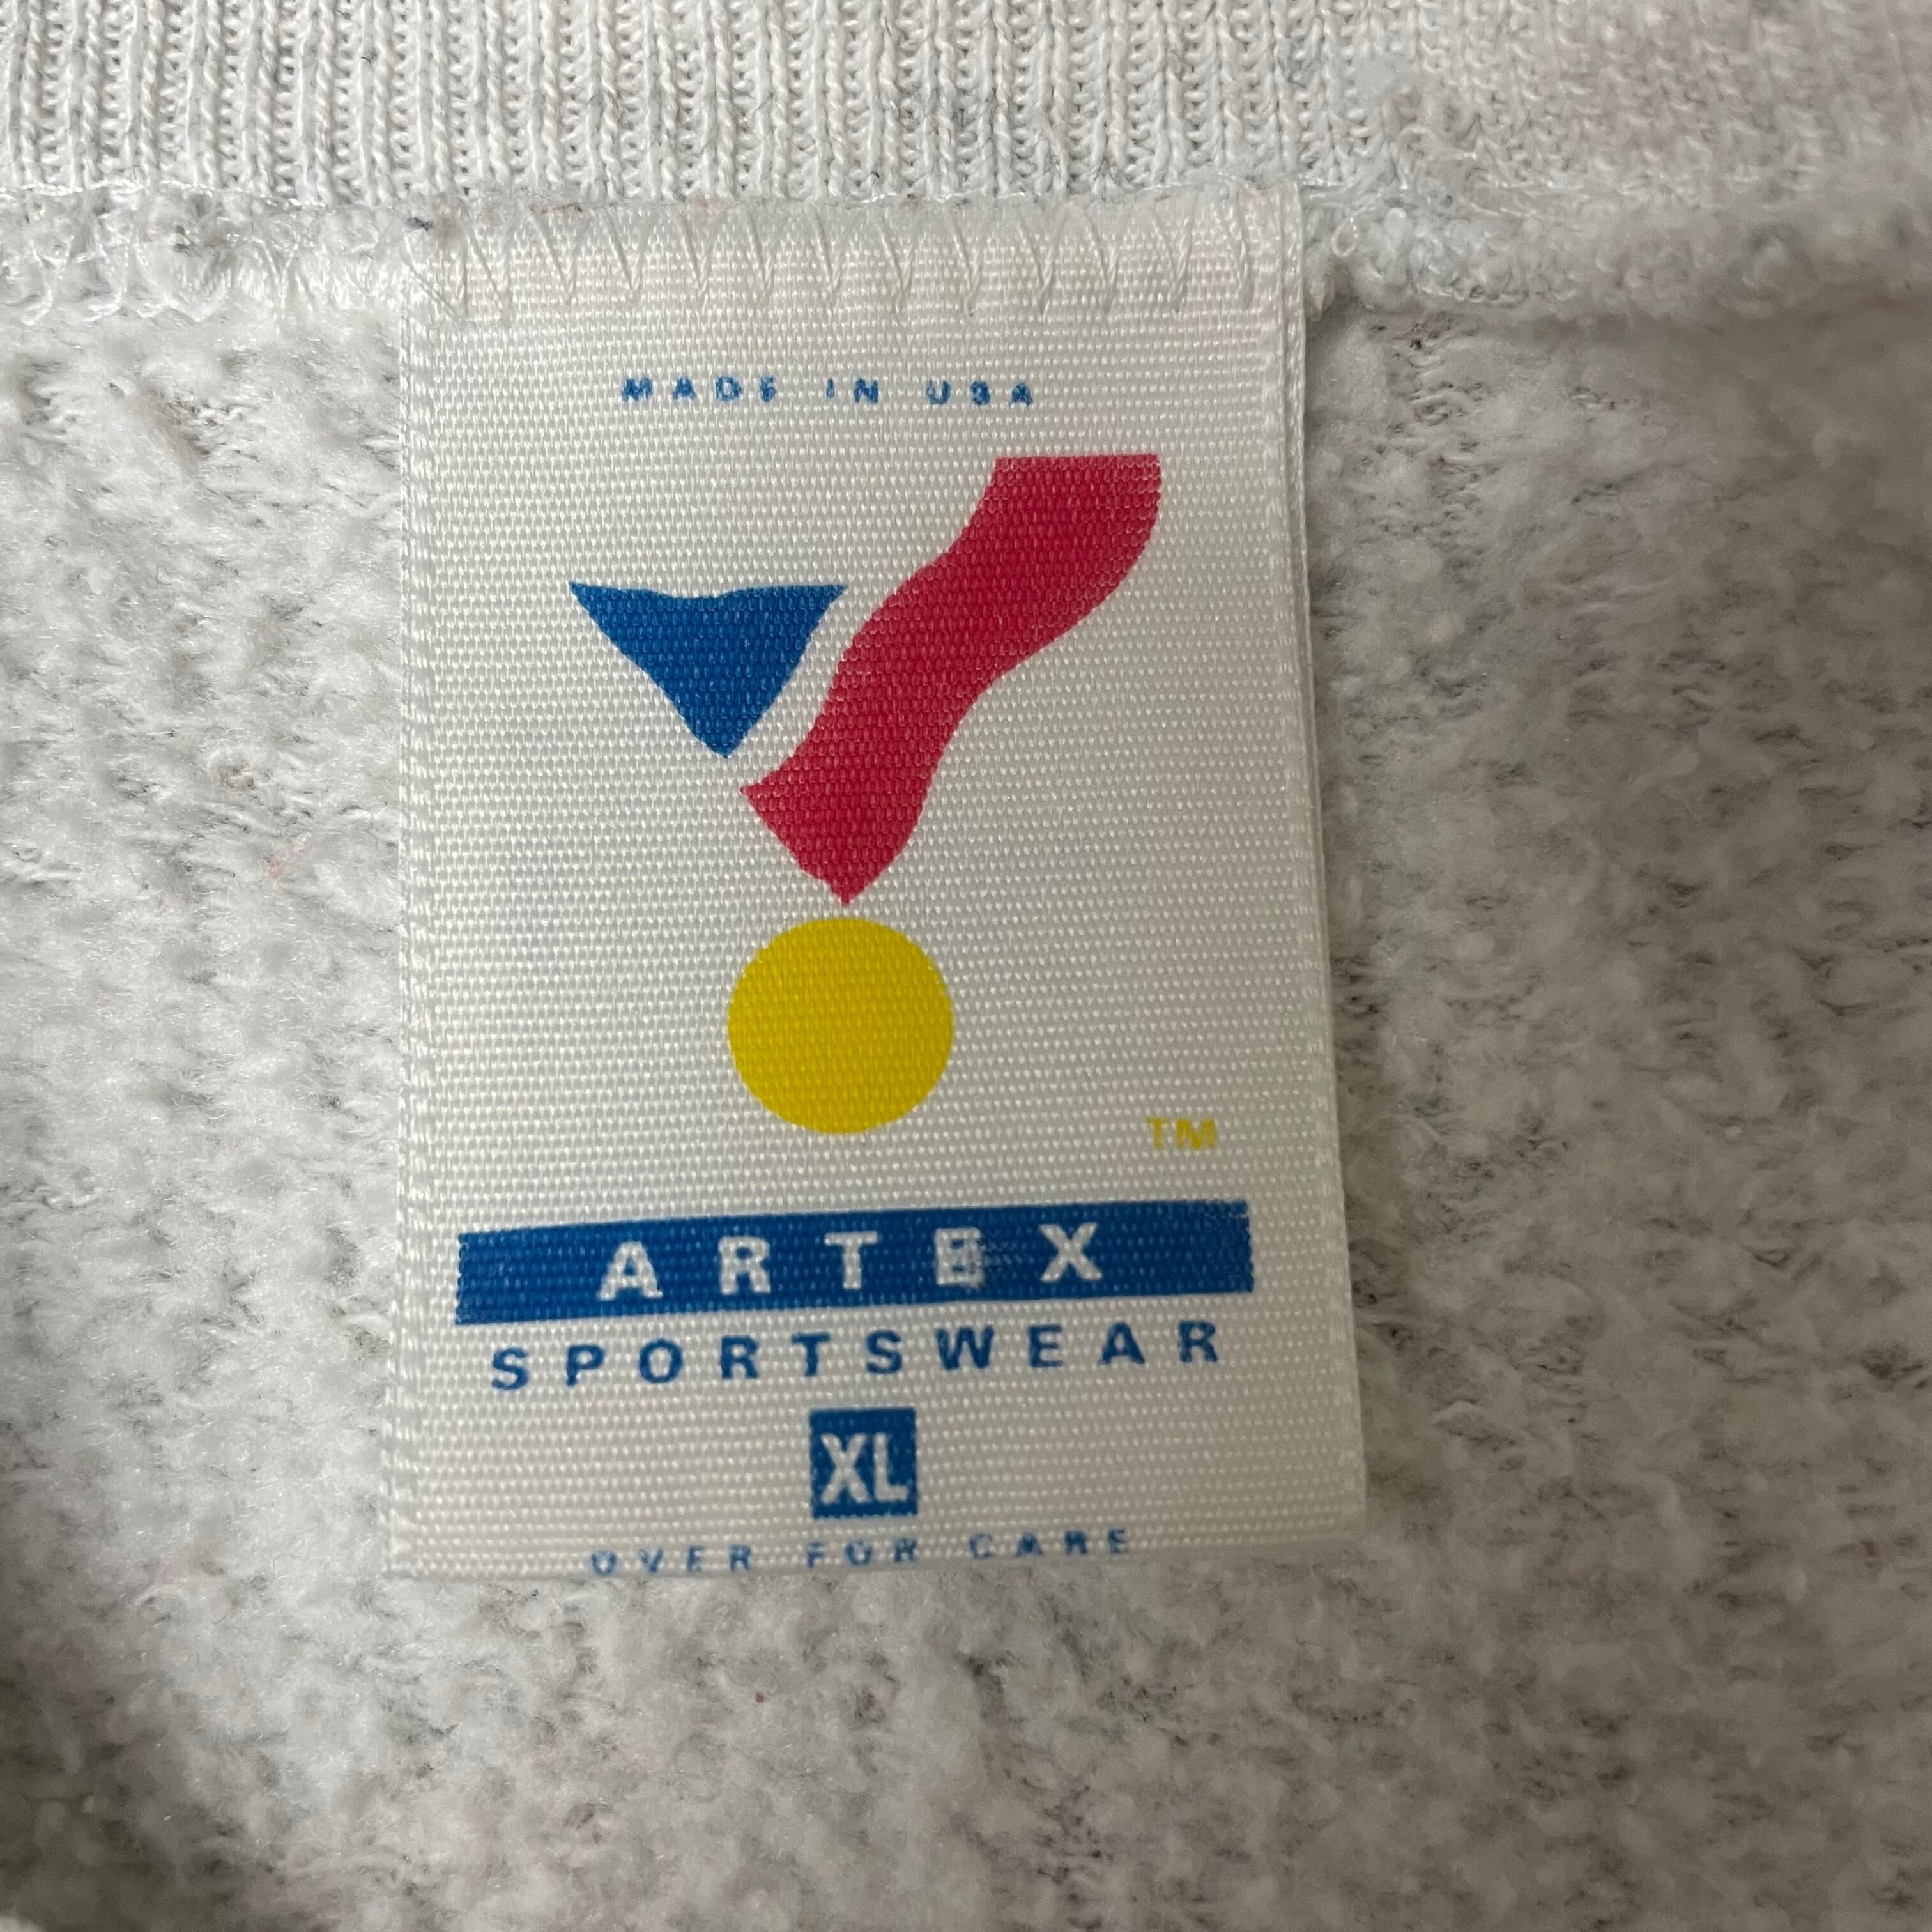 MADE IN USA
TM
ARTEX
SPORTSWEAR
XL
OVER FOR CARE